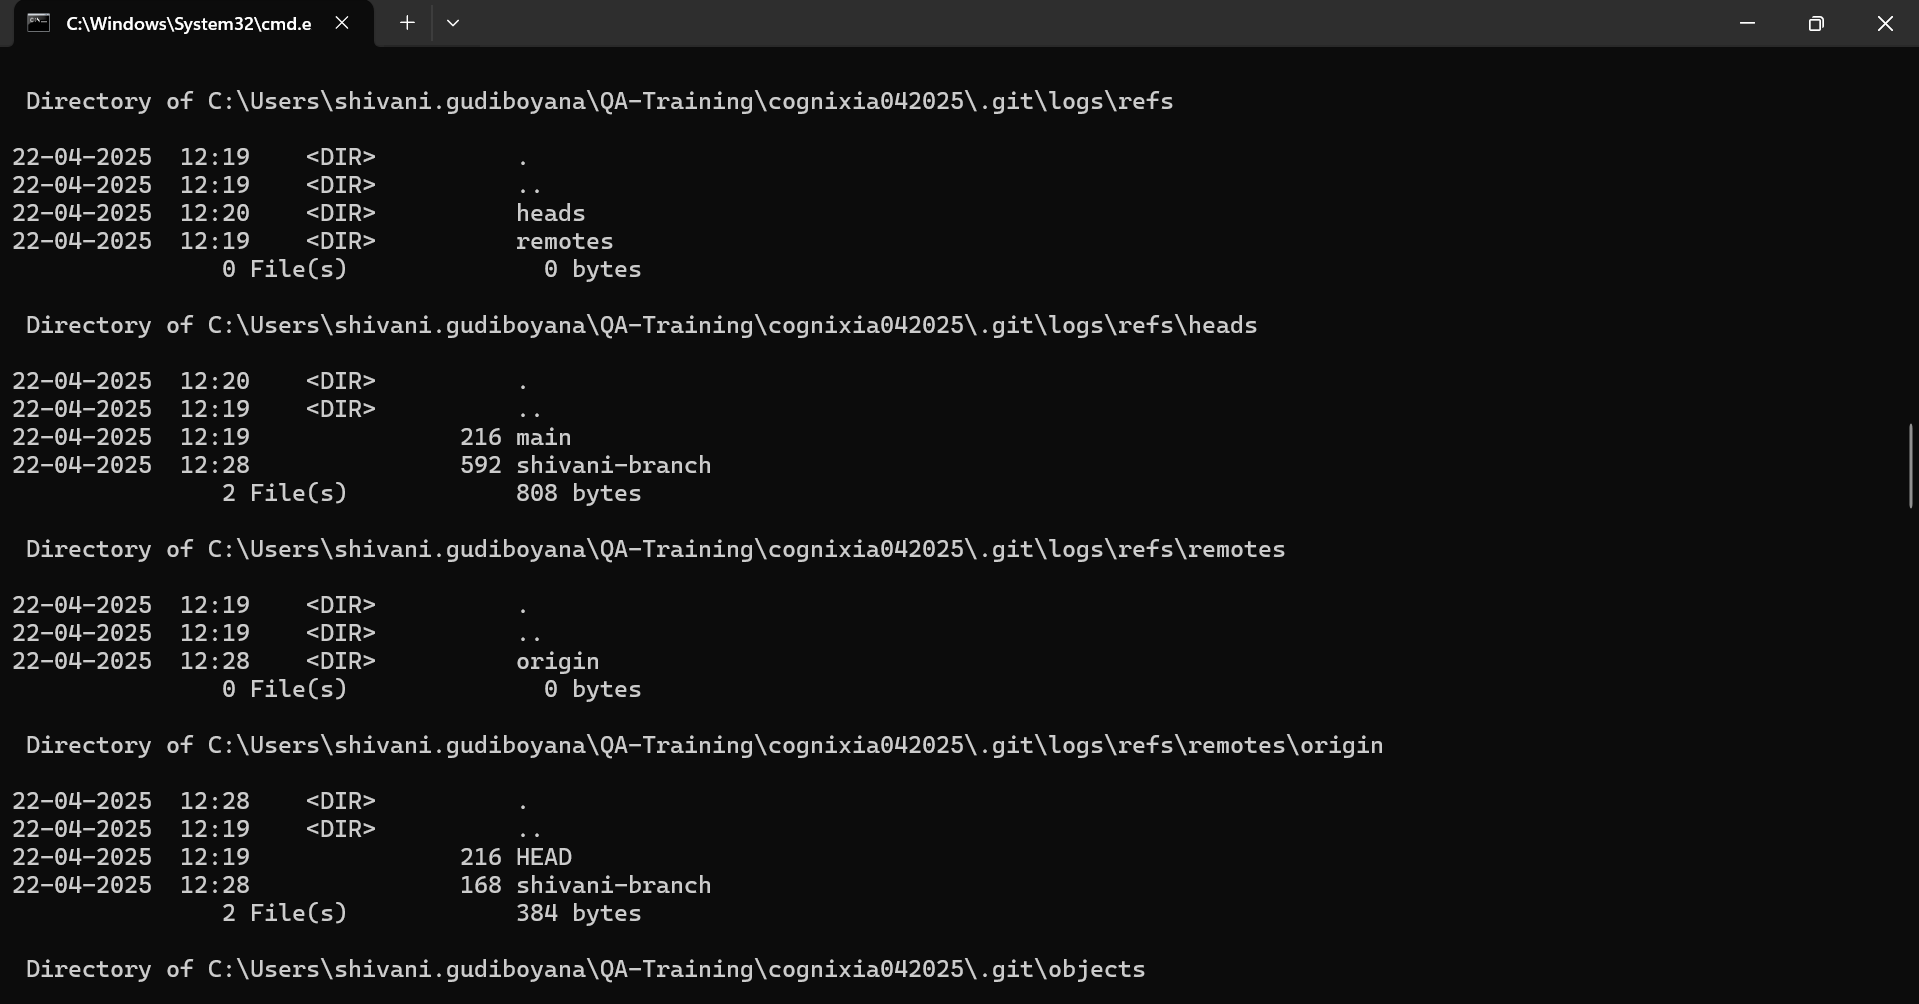 C:\Windows\System32\cmd.e
Directory of C:\Users\shivani.gudiboyana\QA-Training\cognixia042025\.git\logs\refs
22-04-2025  12:19    <DIR>          .
22-04-2025  12:19    <DIR>          ..
22-04-2025  12:20    <DIR>          heads
22-04-2025  12:19    <DIR>          remotes
0 File(s)              0 bytes
Directory of C:\Users\shivani.gudiboyana\QA-Training\cognixia042025\.git\logs\refs\heads
22-04-2025  12:20    <DIR>          .
22-04-2025  12:19    <DIR>          ..
22-04-2025  12:19               216 main
22-04-2025  12:28               592 shivani-branch
2 File(s)            808 bytes
Directory of C:\Users\shivani.gudiboyana\QA-Training\cognixia042025\.git\logs\refs\remotes
22-04-2025  12:19    <DIR>          .
22-04-2025  12:19    <DIR>          ..
22-04-2025  12:28    <DIR>          origin
0 File(s)              0 bytes
Directory of C:\Users\shivani.gudiboyana\QA-Training\cognixia042025\.git\logs\refs\remotes\origin
22-04-2025  12:28    <DIR>          .
22-04-2025  12:19    <DIR>          ..
22-04-2025  12:19               216 HEAD
22-04-2025  12:28               168 shivani-branch
2 File(s)            384 bytes
Directory of C:\Users\shivani.gudiboyana\QA-Training\cognixia042025\.git\objects